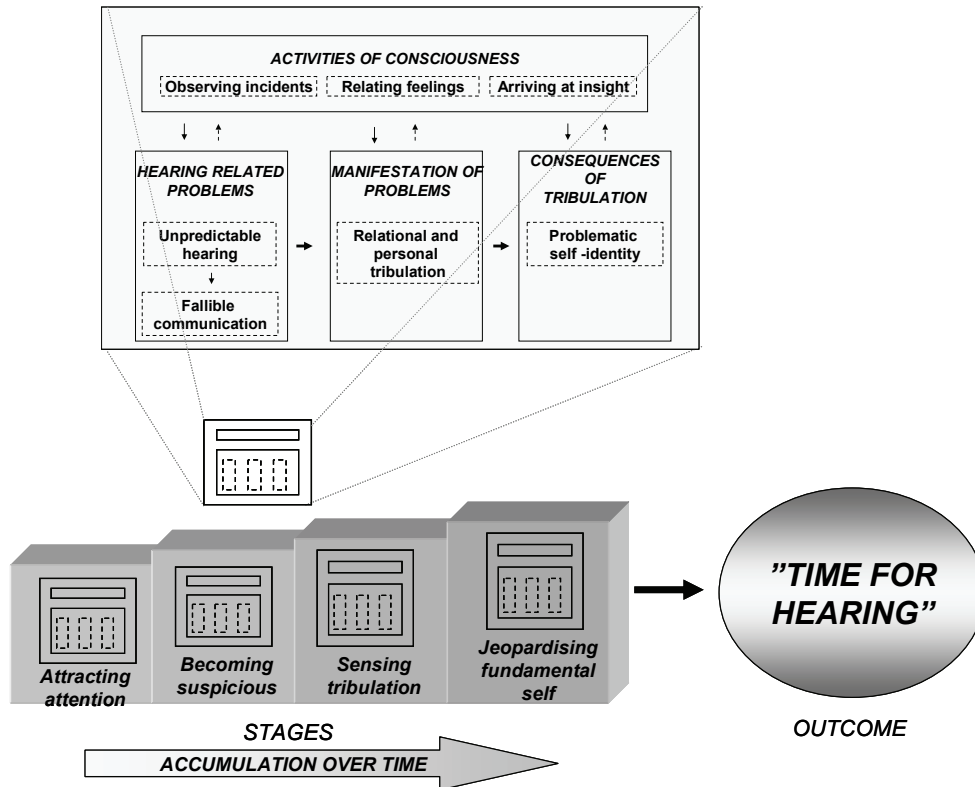 ACTIVITIES OF CONSCIOUSNESS
Observing incidents
Relating feelings
Arriving at insight
HEARING RELATED
PROBLEMS
Unpredictable
hearing
Fallible
communication
MANIFESTATION OF
PROBLEMS
Relational and
personal
tribulation
CONSEQUENCES
OF
TRIBULATION
Problematic
self -identity
Attracting
attention
Becoming
suspicious
Sensing
tribulation
Jeopardising
fundamental
self
”TIME FOR
HEARING”
OUTCOME
STAGES
ACCUMULATION OVER TIME